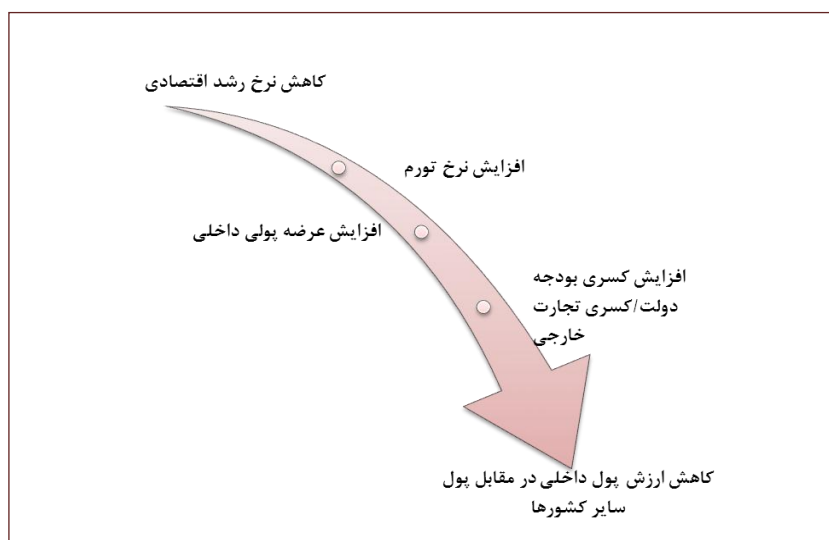 کاهش نرخ رشد اقتصادی
افزایش نرخ تورم
افزایش عرضه پولی داخلی
افزایش کسری بودجه
دولت/کسری تجارت
خارجی
کاهش ارزش پول داخلی در مقابل پول
سایر کشورها